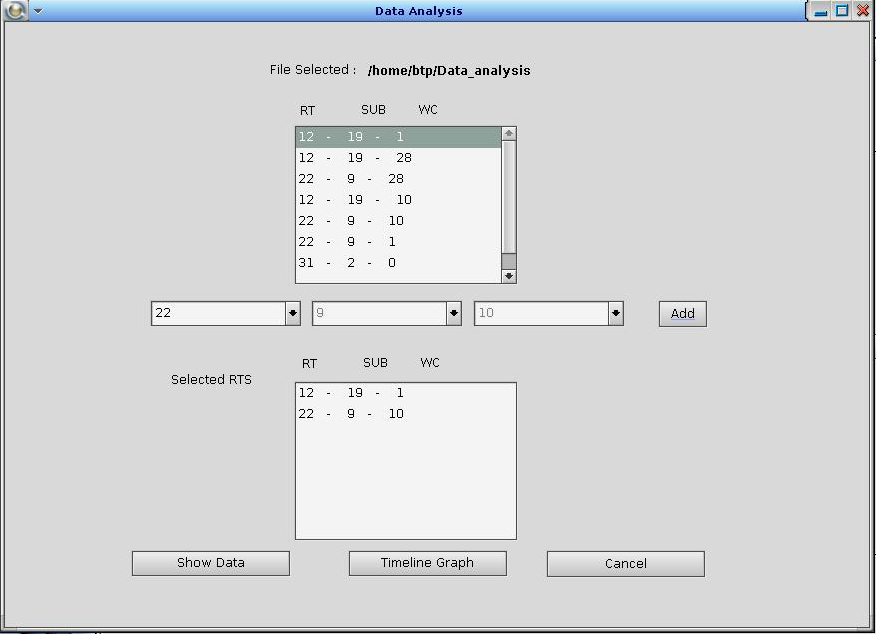 Data Analysis
File Selected : /home/btp/Data_analysis
RT SUB WC
12 - 19 - 1
12 - 19 - 28
22 - 9 - 28
12 - 19 - 10
22 - 9 - 10
22 - 9 - 1
31 - 2 - 0
22 9 10 Add
RT SUB WC
Selected RTS
12 - 19 - 1
22 - 9 - 10
Show Data Timeline Graph Cancel